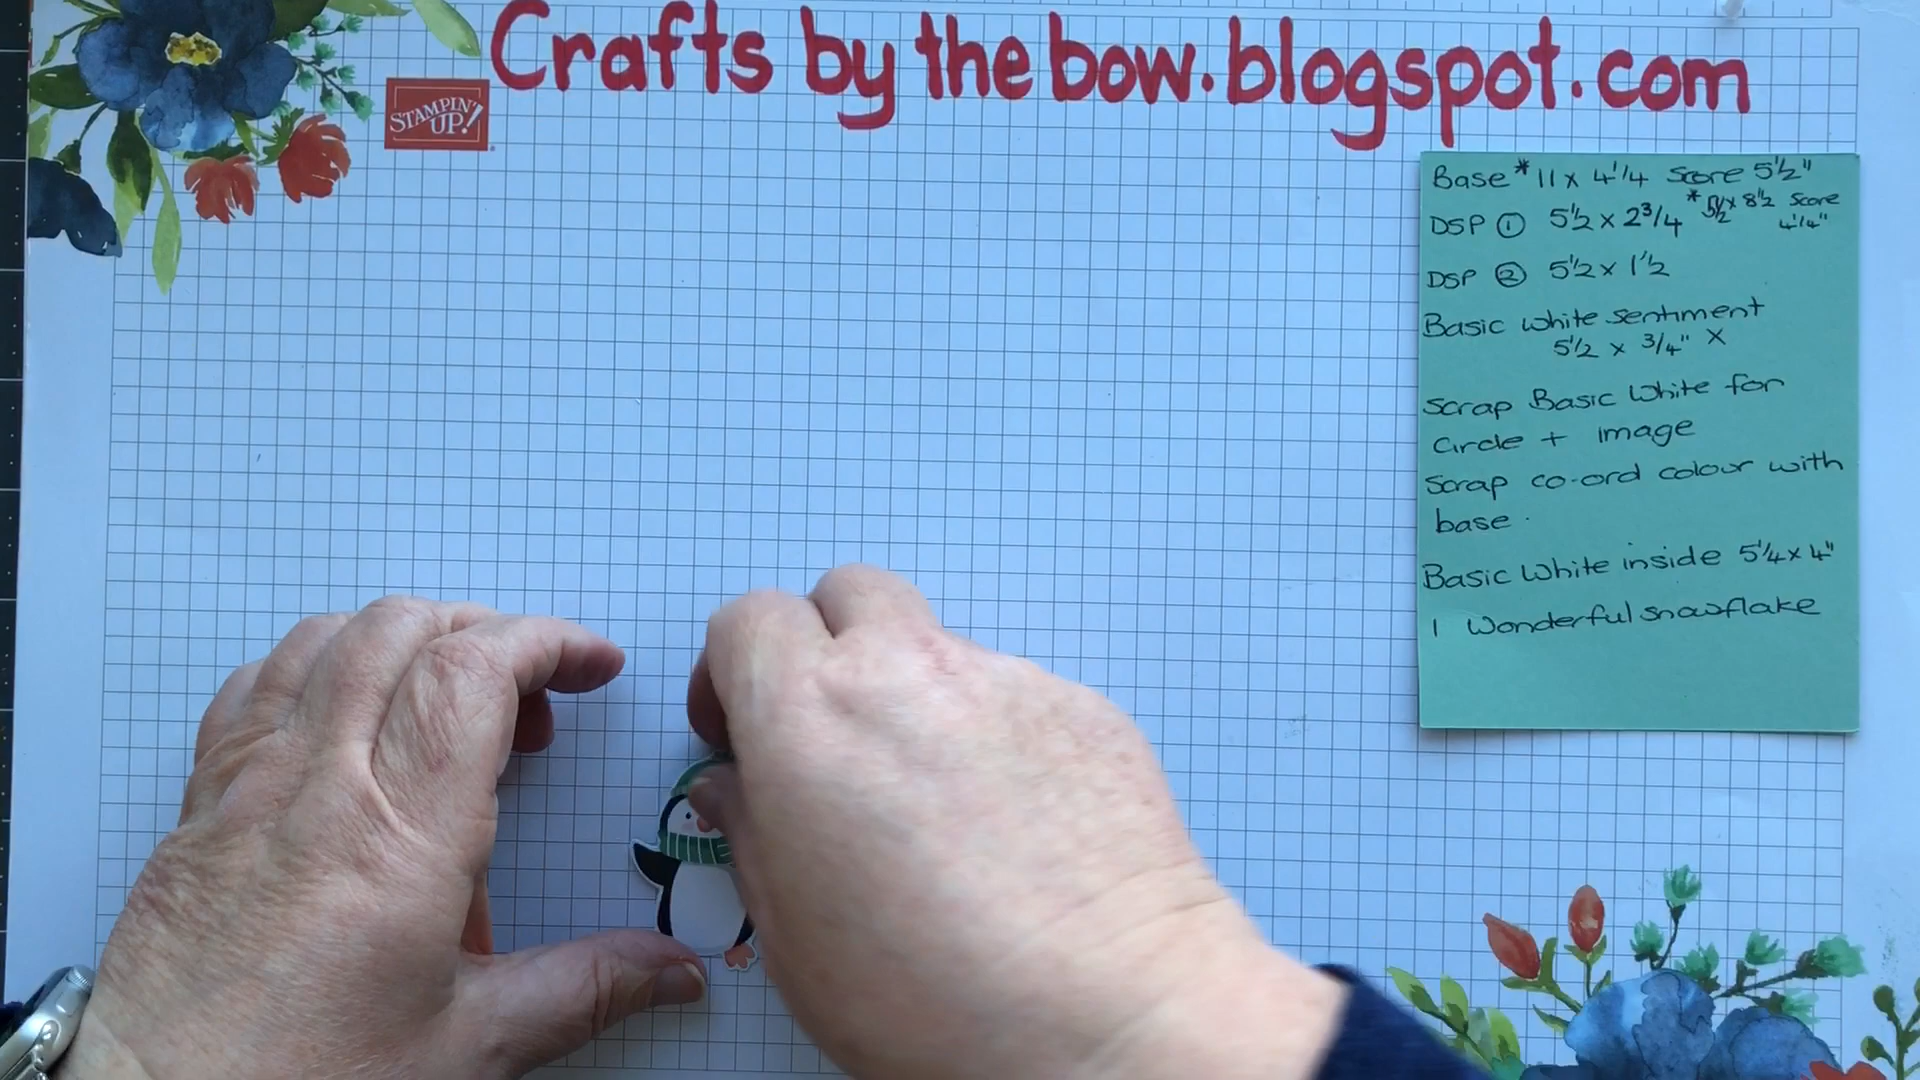 Crafts by the bow.blogspot.com
STAMPIN' UP!
Base * 11 x 4 1/4 Score 5 1/2"
* 5 1/2 x 8 1/2 Score 4 1/4"
DSP ① 5 1/2 x 2 3/4
DSP ② 5 1/2 x 1 1/2
Basic White sentiment
5 1/2 x 3/4" x
Scrap Basic White for
Circle + image
Scrap co-ord colour with
base.
Basic White inside 5 1/4 x 4"
1 Wonderful snowflake